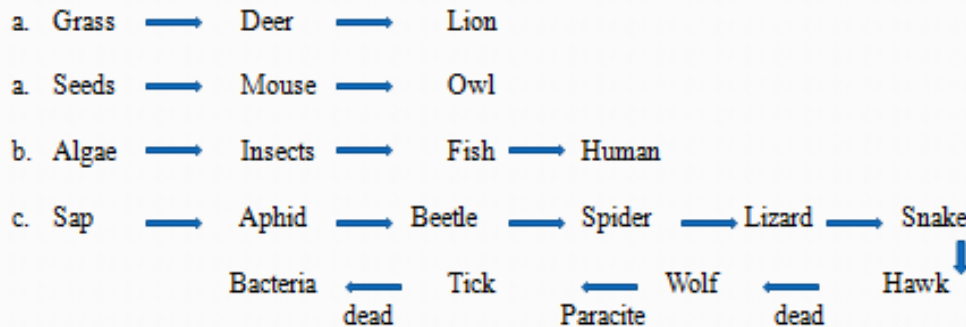 a. Grass Deer Lion
a. Seeds Mouse Owl
b. Algae Insects Fish Human
c. Sap Aphid Beetle Spider Lizard Snake
Bacteria Tick Wolf Hawk
dead Paracite dead